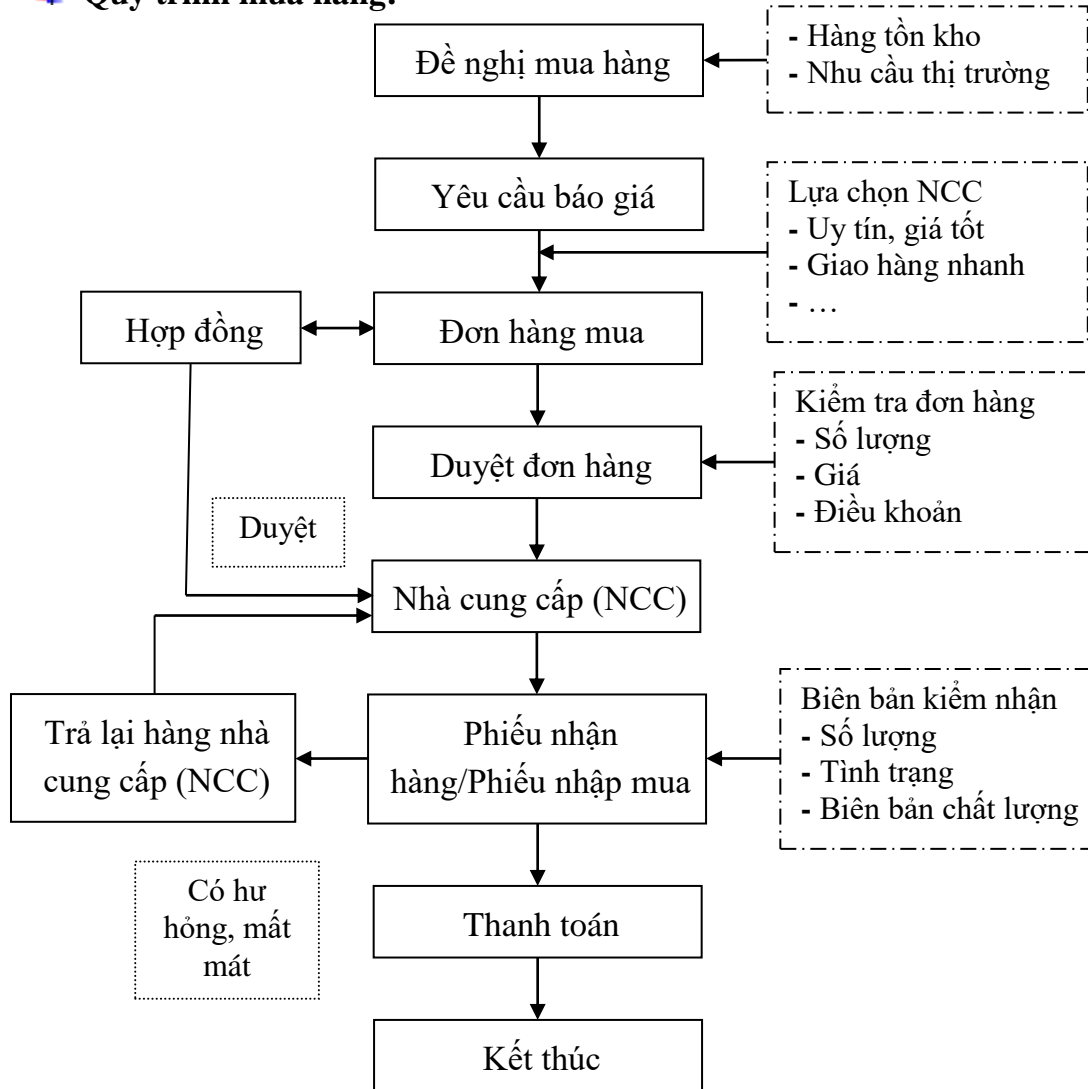 Quy trình mua hàng:
Đề nghị mua hàng
- Hàng tồn kho
- Nhu cầu thị trường
Yêu cầu báo giá
Lựa chọn NCC
- Uy tín, giá tốt
- Giao hàng nhanh
- …
Hợp đồng
Đơn hàng mua
Kiểm tra đơn hàng
- Số lượng
- Giá
- Điều khoản
Duyệt đơn hàng
Duyệt
Nhà cung cấp (NCC)
Trả lại hàng nhà
cung cấp (NCC)
Phiếu nhận
hàng/Phiếu nhập mua
Biên bản kiểm nhận
- Số lượng
- Tình trạng
- Biên bản chất lượng
Có hư
hỏng, mất
mát
Thanh toán
Kết thúc